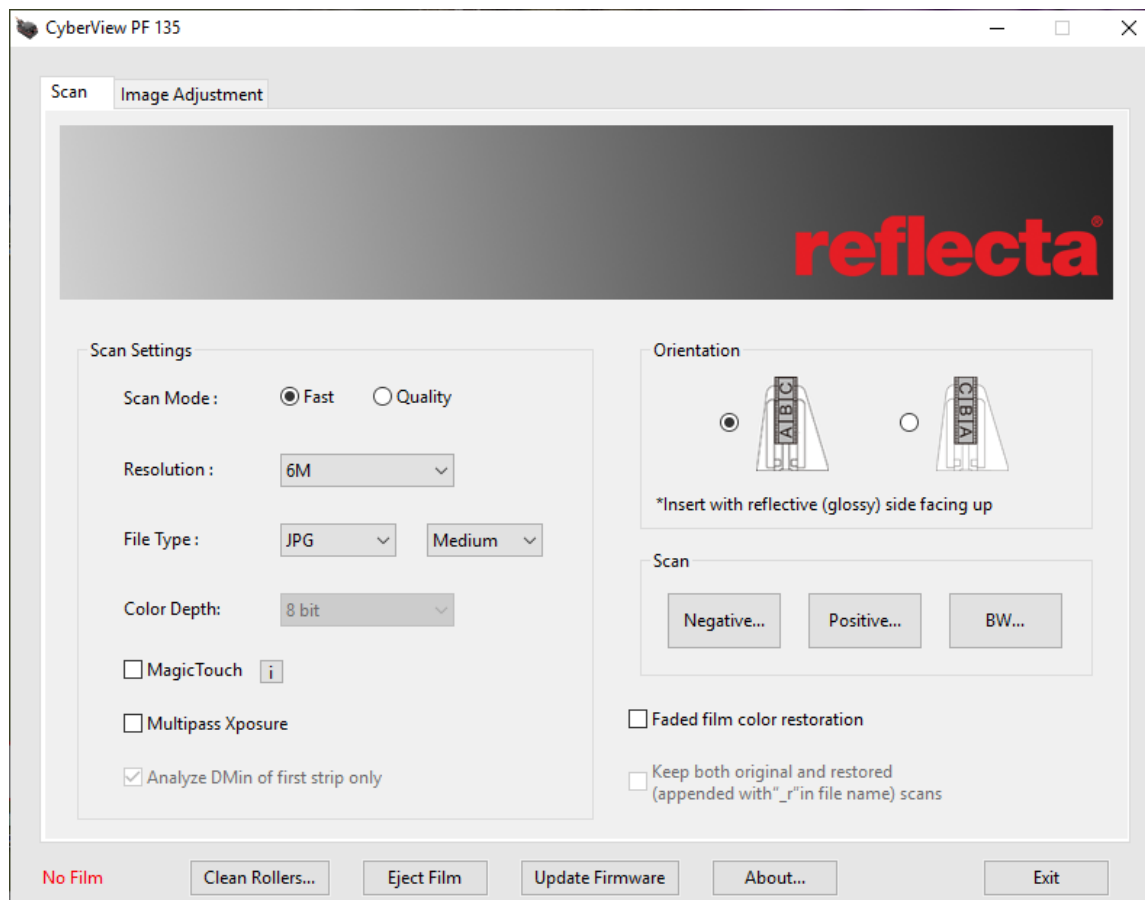 CyberView PF 135
Scan
Image Adjustment
reflecta®
Scan Settings
Scan Mode :
Fast
Quality
Resolution :
6M
File Type :
JPG
Medium
Color Depth:
8 bit
MagicTouch
i
Multipass Xposure
Analyze DMin of first strip only
Orientation
A B C
C B A
*Insert with reflective (glossy) side facing up
Scan
Negative...
Positive...
BW...
Faded film color restoration
Keep both original and restored
(appended with“_r”in file name) scans
No Film
Clean Rollers...
Eject Film
Update Firmware
About...
Exit